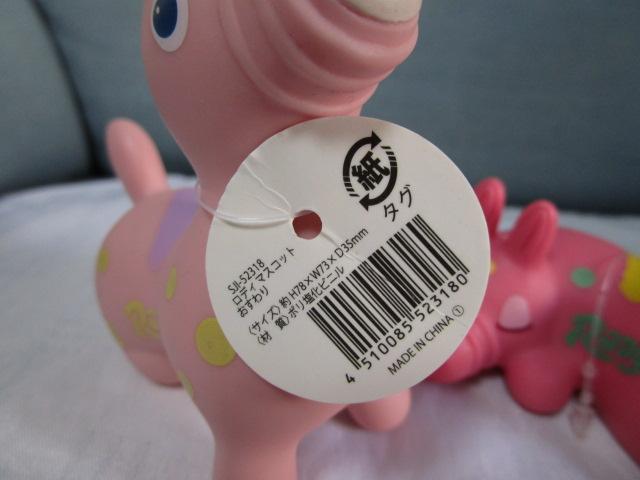 紙
タグ
SJI-52318
ロディ マスコット
おすわり
〈サイズ〉約 H78×W73×D35mm
〈材 質〉ポリ塩化ビニル
4 510085 523180
MADE IN CHINA ①